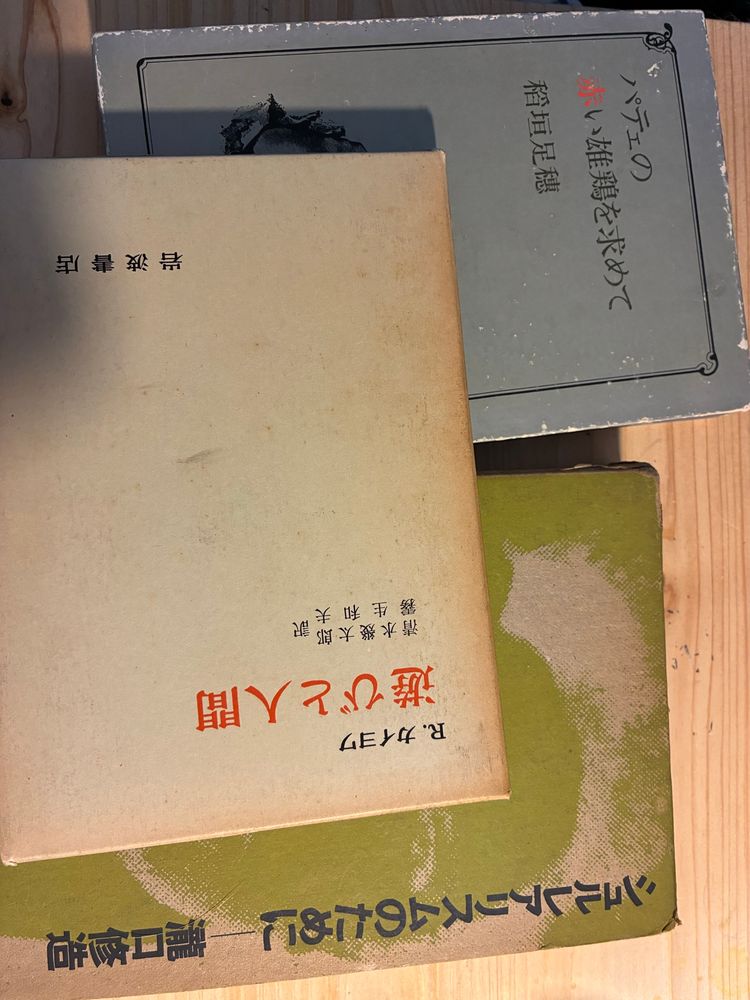 パテェの
赤い雄鶏を求めて
稲垣足穂
R. カイヨワ
遊びと人間
清水幾太郎
霧生和夫 訳
岩波書店
シュルレアリスムのために──瀧口修造